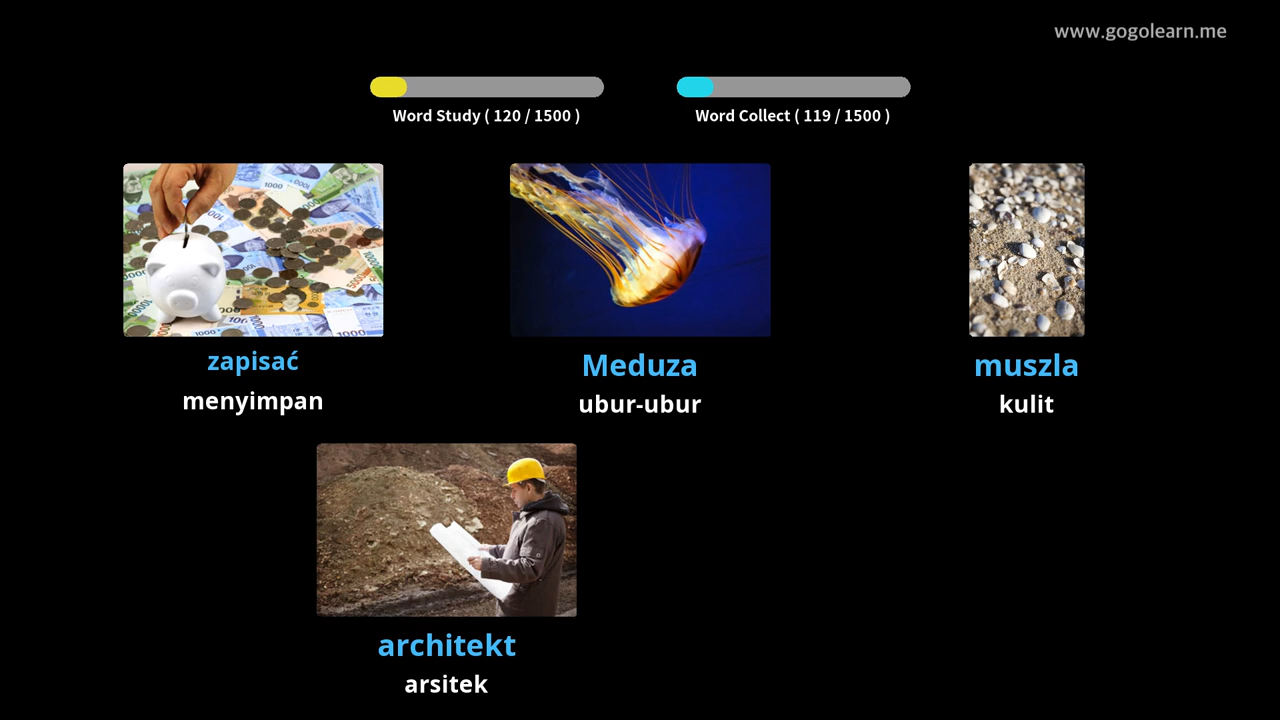 www.gogolearn.me
Word Study ( 120 / 1500 )
Word Collect ( 119 / 1500 )
zapisać
menyimpan
Meduza
ubur-ubur
muszla
kulit
architekt
arsitek